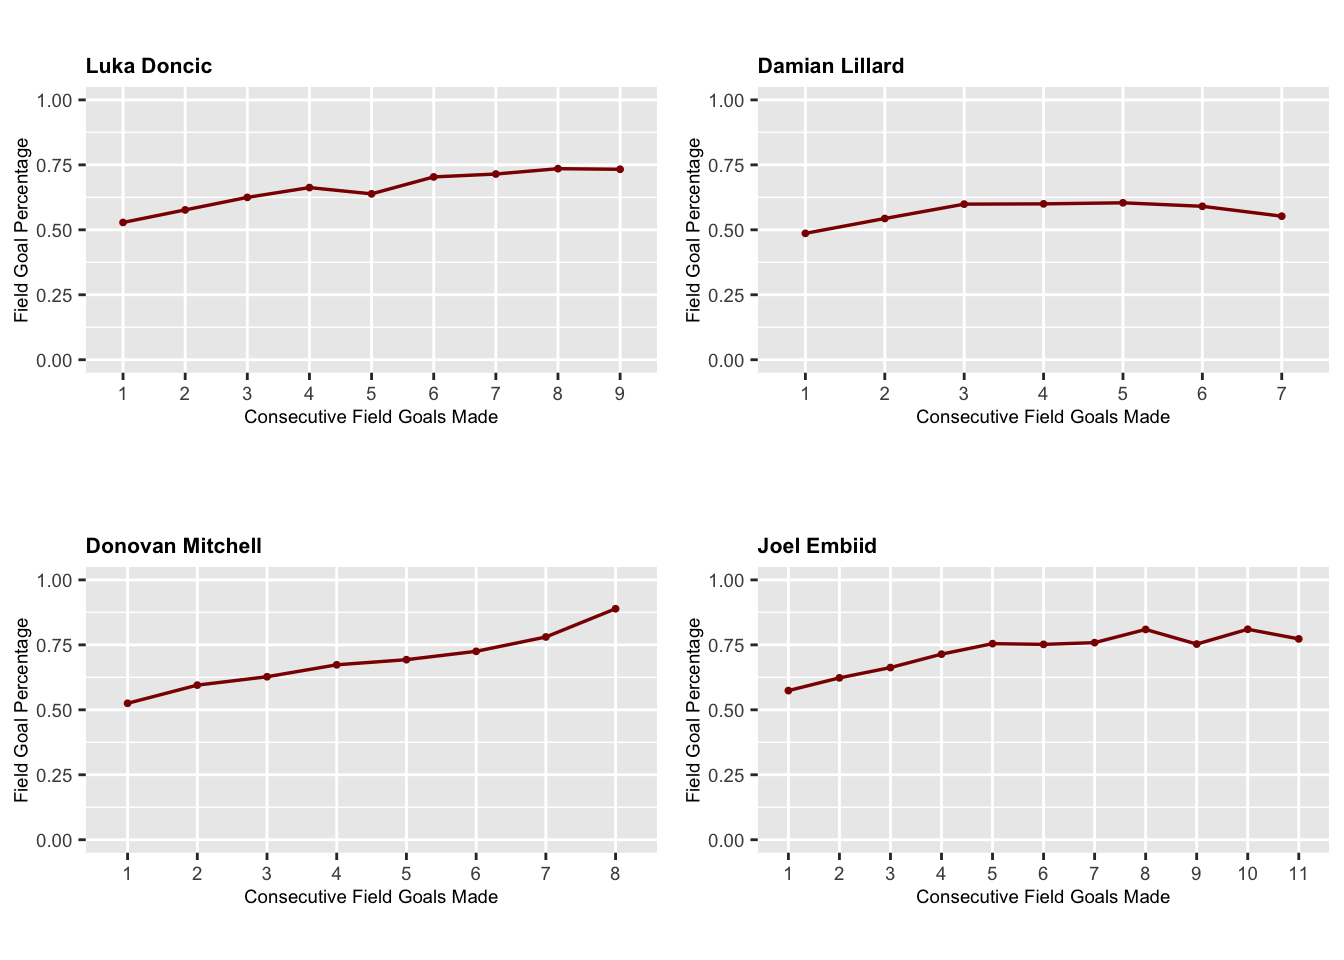 Luka Doncic
1.00
0.75
0.50
0.25
0.00
Field Goal Percentage
1 2 3 4 5 6 7 8 9
Consecutive Field Goals Made
Damian Lillard
1.00
0.75
0.50
0.25
0.00
Field Goal Percentage
1 2 3 4 5 6 7
Consecutive Field Goals Made
Donovan Mitchell
1.00
0.75
0.50
0.25
0.00
Field Goal Percentage
1 2 3 4 5 6 7 8
Consecutive Field Goals Made
Joel Embiid
1.00
0.75
0.50
0.25
0.00
Field Goal Percentage
1 2 3 4 5 6 7 8 9 10 11
Consecutive Field Goals Made